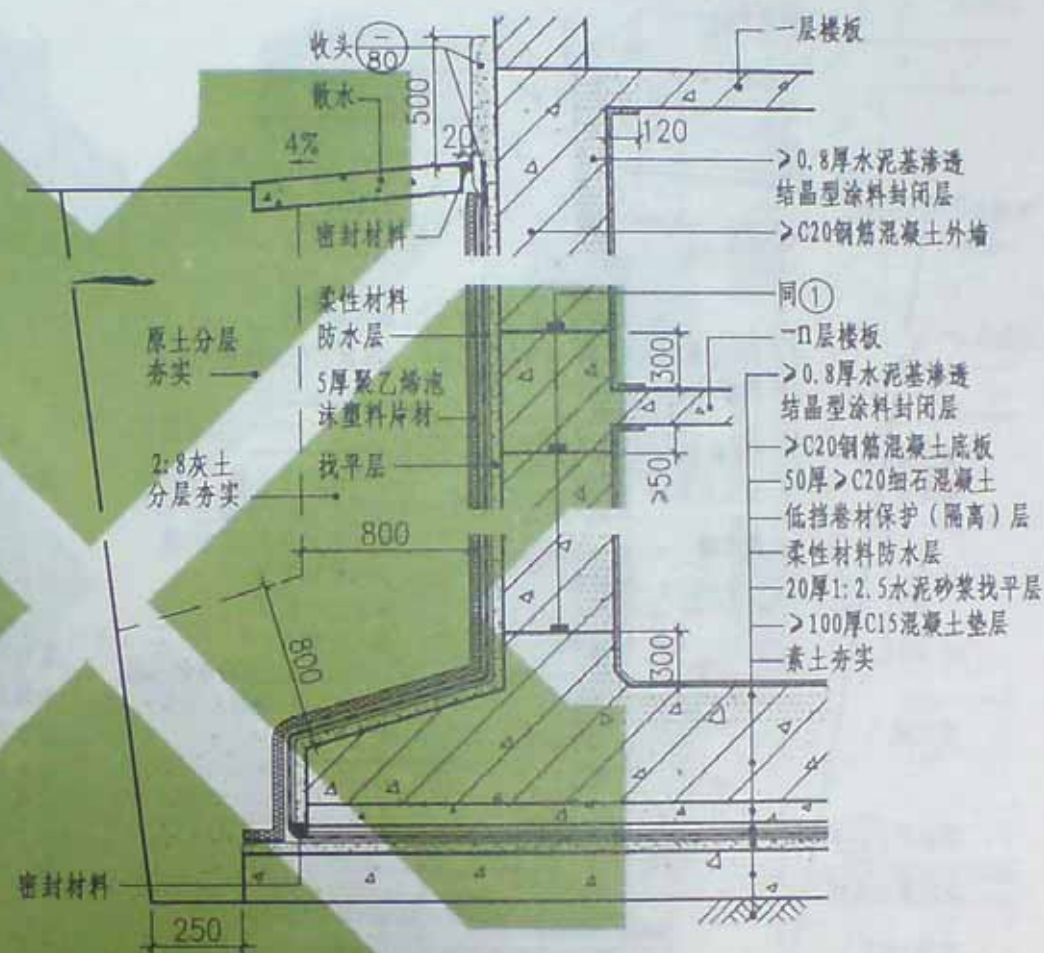 收头 一/80
散水
4%
500
20
密封材料
一层楼板
120
≥0.8厚水泥基渗透
结晶型涂料封闭层
≥C20钢筋混凝土外墙
柔性材料
防水层
原土分层
夯实
5厚聚乙烯泡
沫塑料片材
2:8灰土
分层夯实
找平层
800
800
同①
300
-n层楼板
≥50
≥0.8厚水泥基渗透
结晶型涂料封闭层
≥C20钢筋混凝土底板
50厚≥C20细石混凝土
低挡卷材保护（隔离）层
柔性材料防水层
20厚1:2.5水泥砂浆找平层
≥100厚C15混凝土垫层
素土夯实
300
密封材料
250